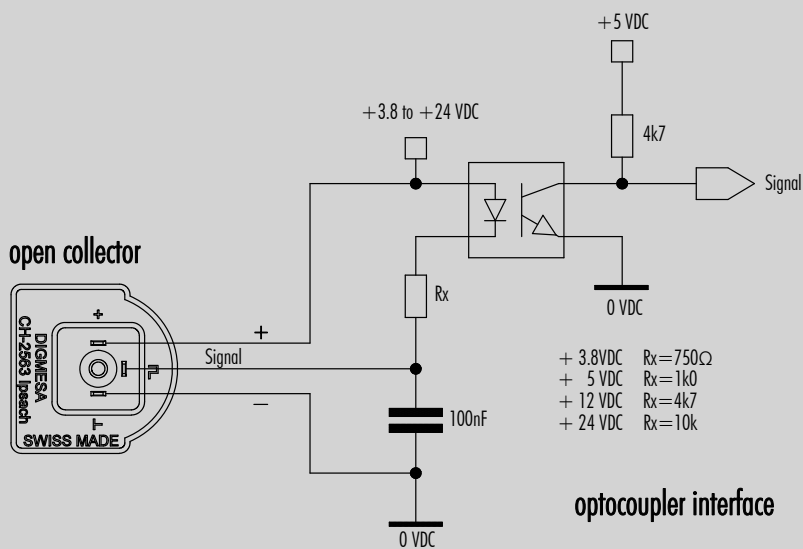 +5 VDC
+3.8 to +24 VDC
4k7
Signal
open collector
0 VDC
Rx
+
DIGMESA
CH-2563 Ipsach
SWISS MADE
+
Signal
–
+ 3.8VDC Rx=750Ω
+ 5 VDC Rx=1k0
+ 12 VDC Rx=4k7
+ 24 VDC Rx=10k
100nF
optocoupler interface
0 VDC